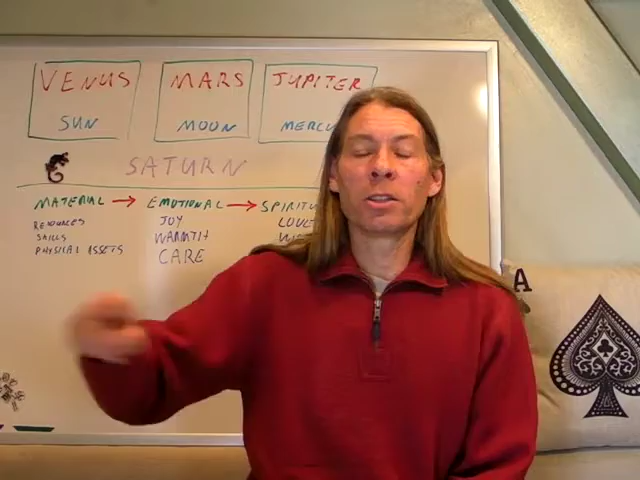 VENUS MARS JUPITER
SUN MOON
SATURN
MATERIAL → EMOTIONAL → 
RESOURCES JOY
SKILLS WARMTH
PHYSICAL ASSETS CARE
A